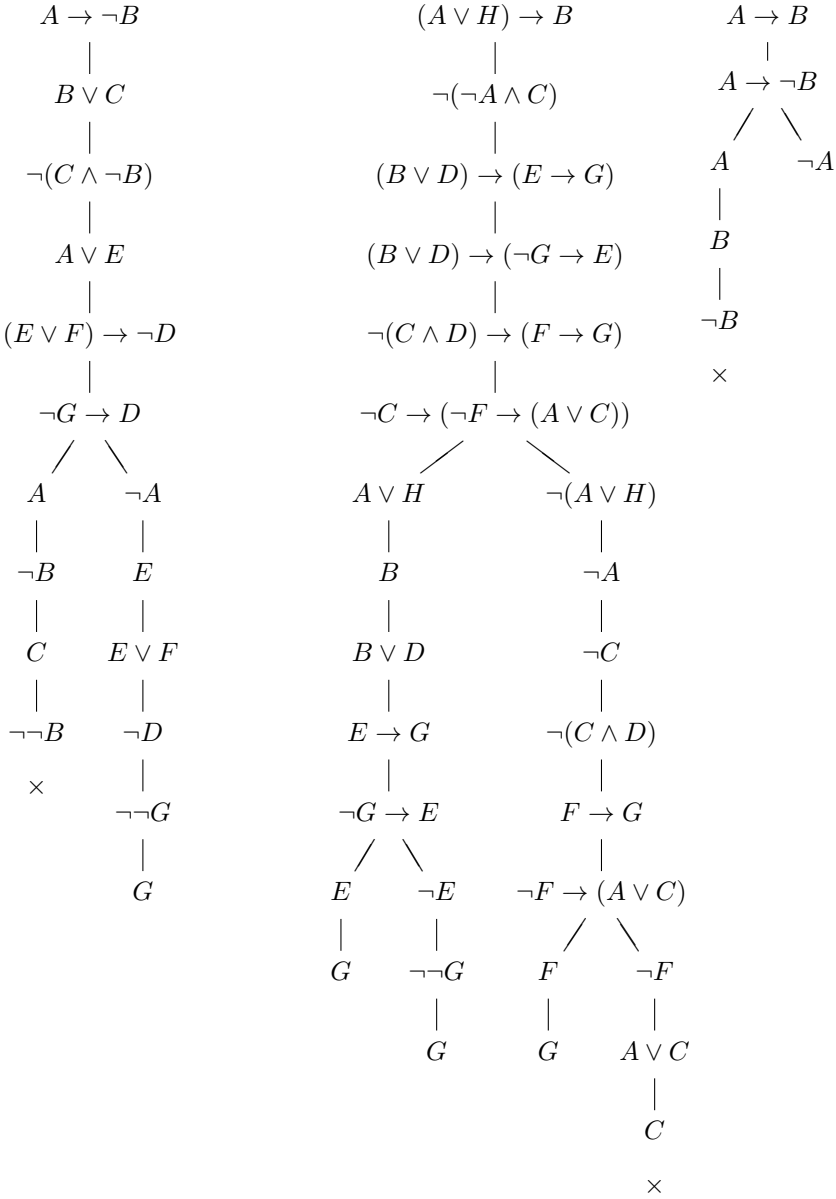 A → ¬B
B ∨ C
¬(C ∧ ¬B)
A ∨ E
(E ∨ F) → ¬D
¬G → D
A ¬A
¬B E
C E ∨ F
¬¬B ¬D
× ¬¬G
G
(A ∨ H) → B
¬(¬A ∧ C)
(B ∨ D) → (E → G)
(B ∨ D) → (¬G → E)
¬(C ∧ D) → (F → G)
¬C → (¬F → (A ∨ C))
A ∨ H ¬(A ∨ H)
B ¬A
B ∨ D ¬C
E → G ¬(C ∧ D)
¬G → E F → G
E ¬E ¬F → (A ∨ C)
G ¬¬G F ¬F
G G A ∨ C
C
×
A → B
A → ¬B
A ¬A
B
¬B
×